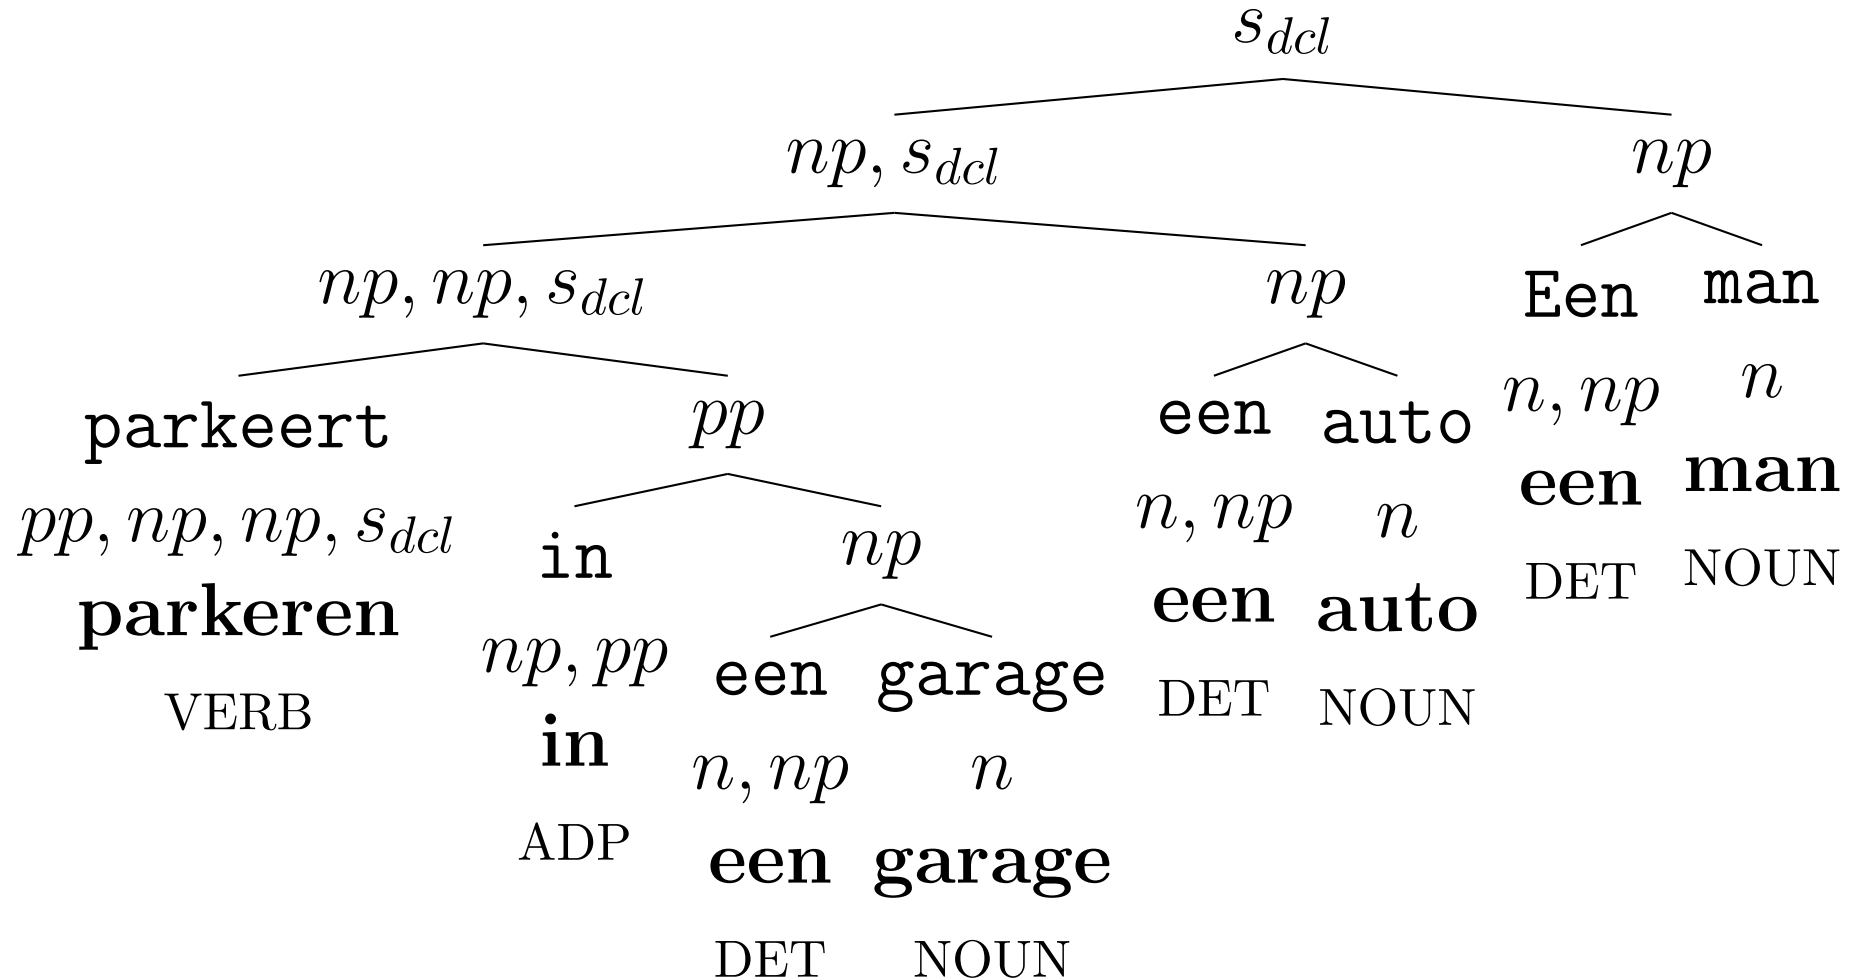 s_dcl
np, s_dcl
np
np, np, s_dcl
np
Een
man
parkeert
pp
een
auto
n, np
n
pp, np, np, s_dcl
in
np
n, np
n
een
man
parkeren
np, pp
een
garage
een
auto
DET
NOUN
VERB
in
n, np
n
DET
NOUN
ADP
een
garage
DET
NOUN